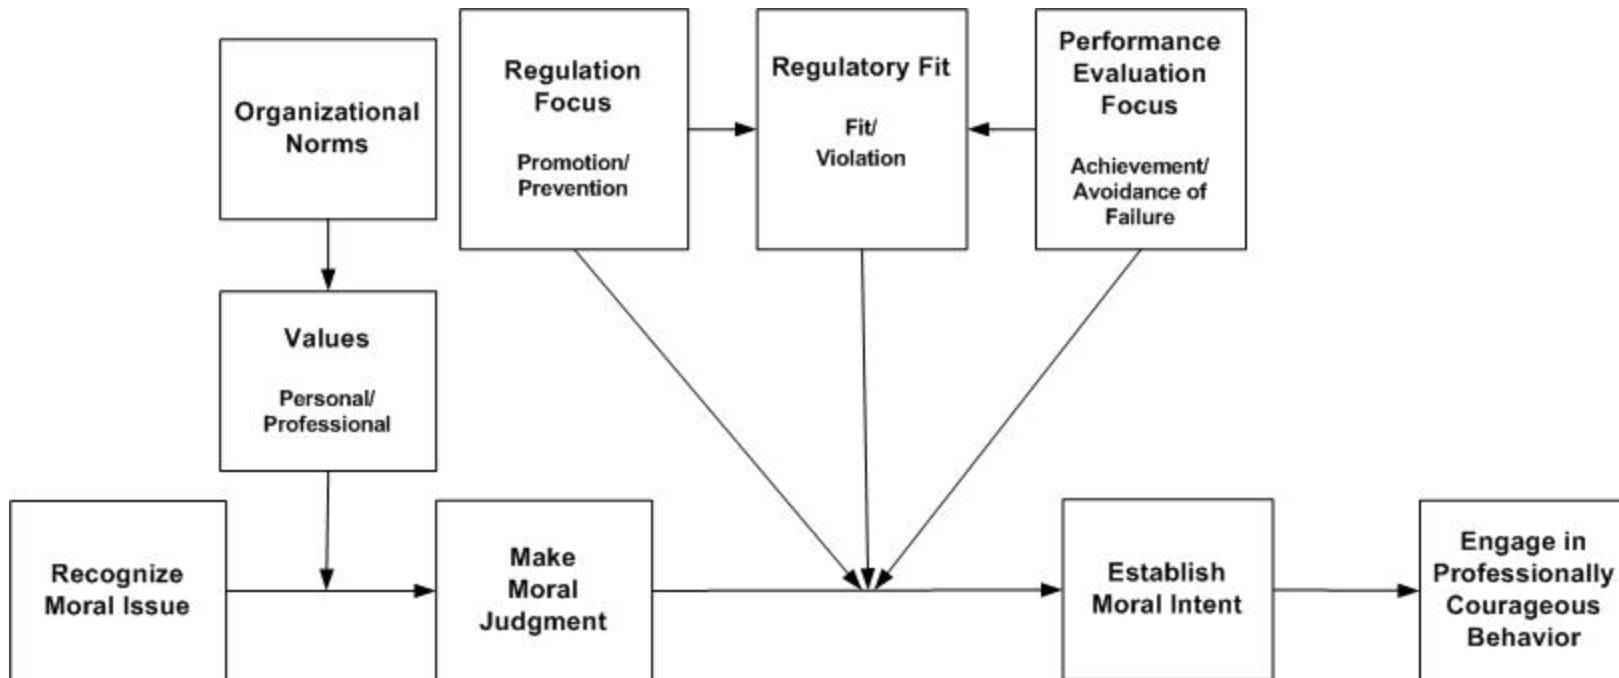 Organizational
Norms
Regulation
Focus
Promotion/
Prevention
Regulatory Fit
Fit/
Violation
Performance
Evaluation
Focus
Achievement/
Avoidance of
Failure
Values
Personal/
Professional
Recognize
Moral Issue
Make
Moral
Judgment
Establish
Moral Intent
Engage in
Professionally
Courageous
Behavior